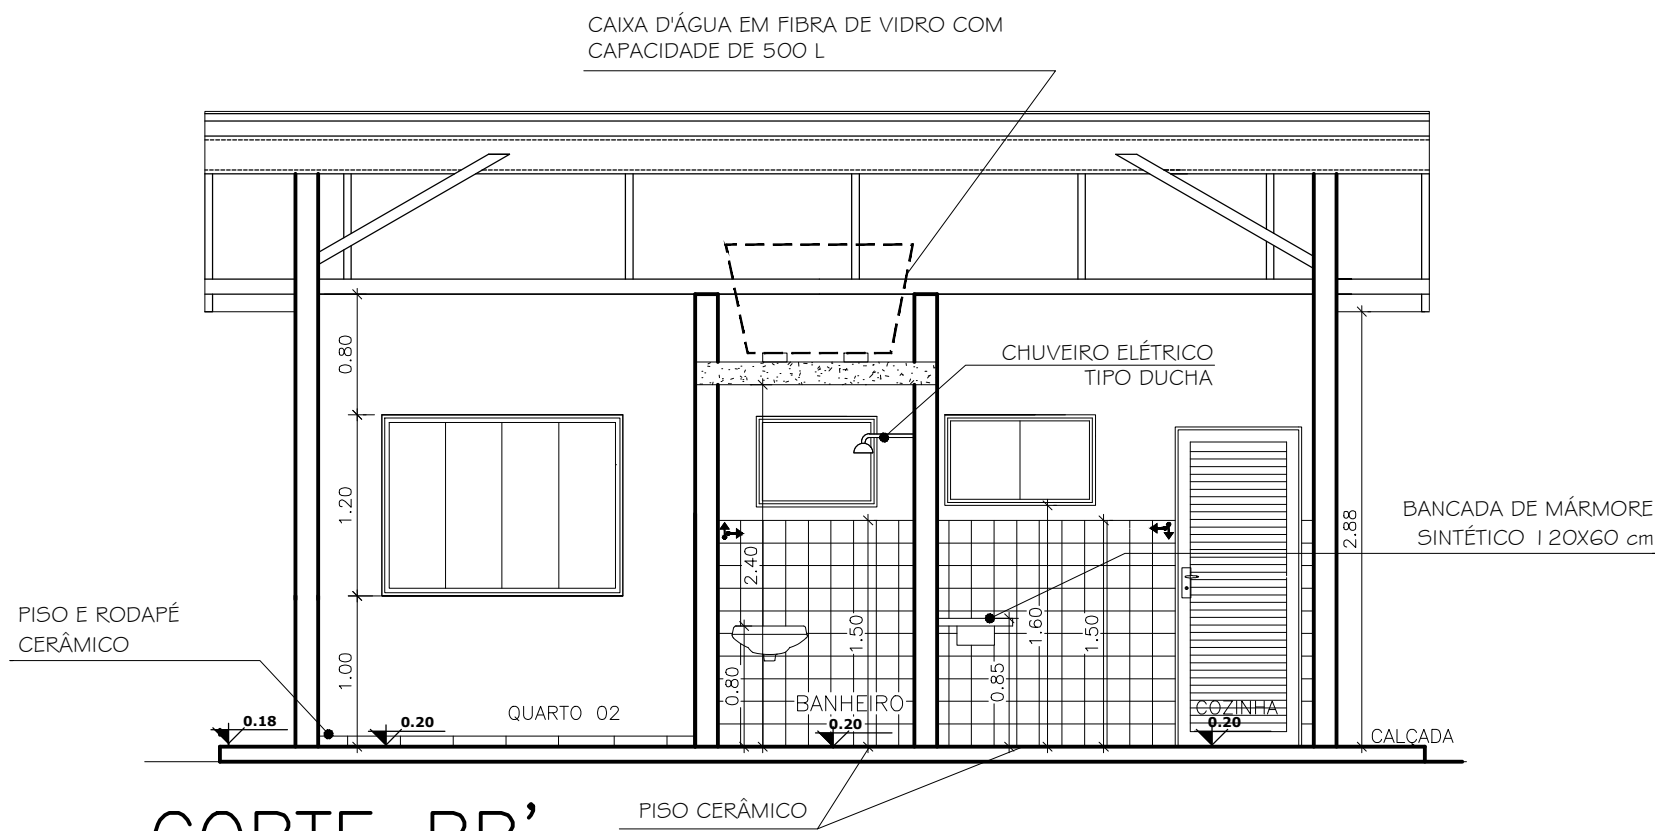 CAIXA D'ÁGUA EM FIBRA DE VIDRO COM
CAPACIDADE DE 500 L
CHUVEIRO ELÉTRICO
TIPO DUCHA
BANCADA DE MÁRMORE
SINTÉTICO 120X60 cm
PISO E RODAPÉ
CERÂMICO
0.80
1.20
1.00
2.40
0.80
1.50
0.85
1.60
1.50
2.88
QUARTO 02
BANHEIRO
COZINHA
0.18
0.20
0.20
0.20
CALÇADA
PISO CERÂMICO
CORTE BB'